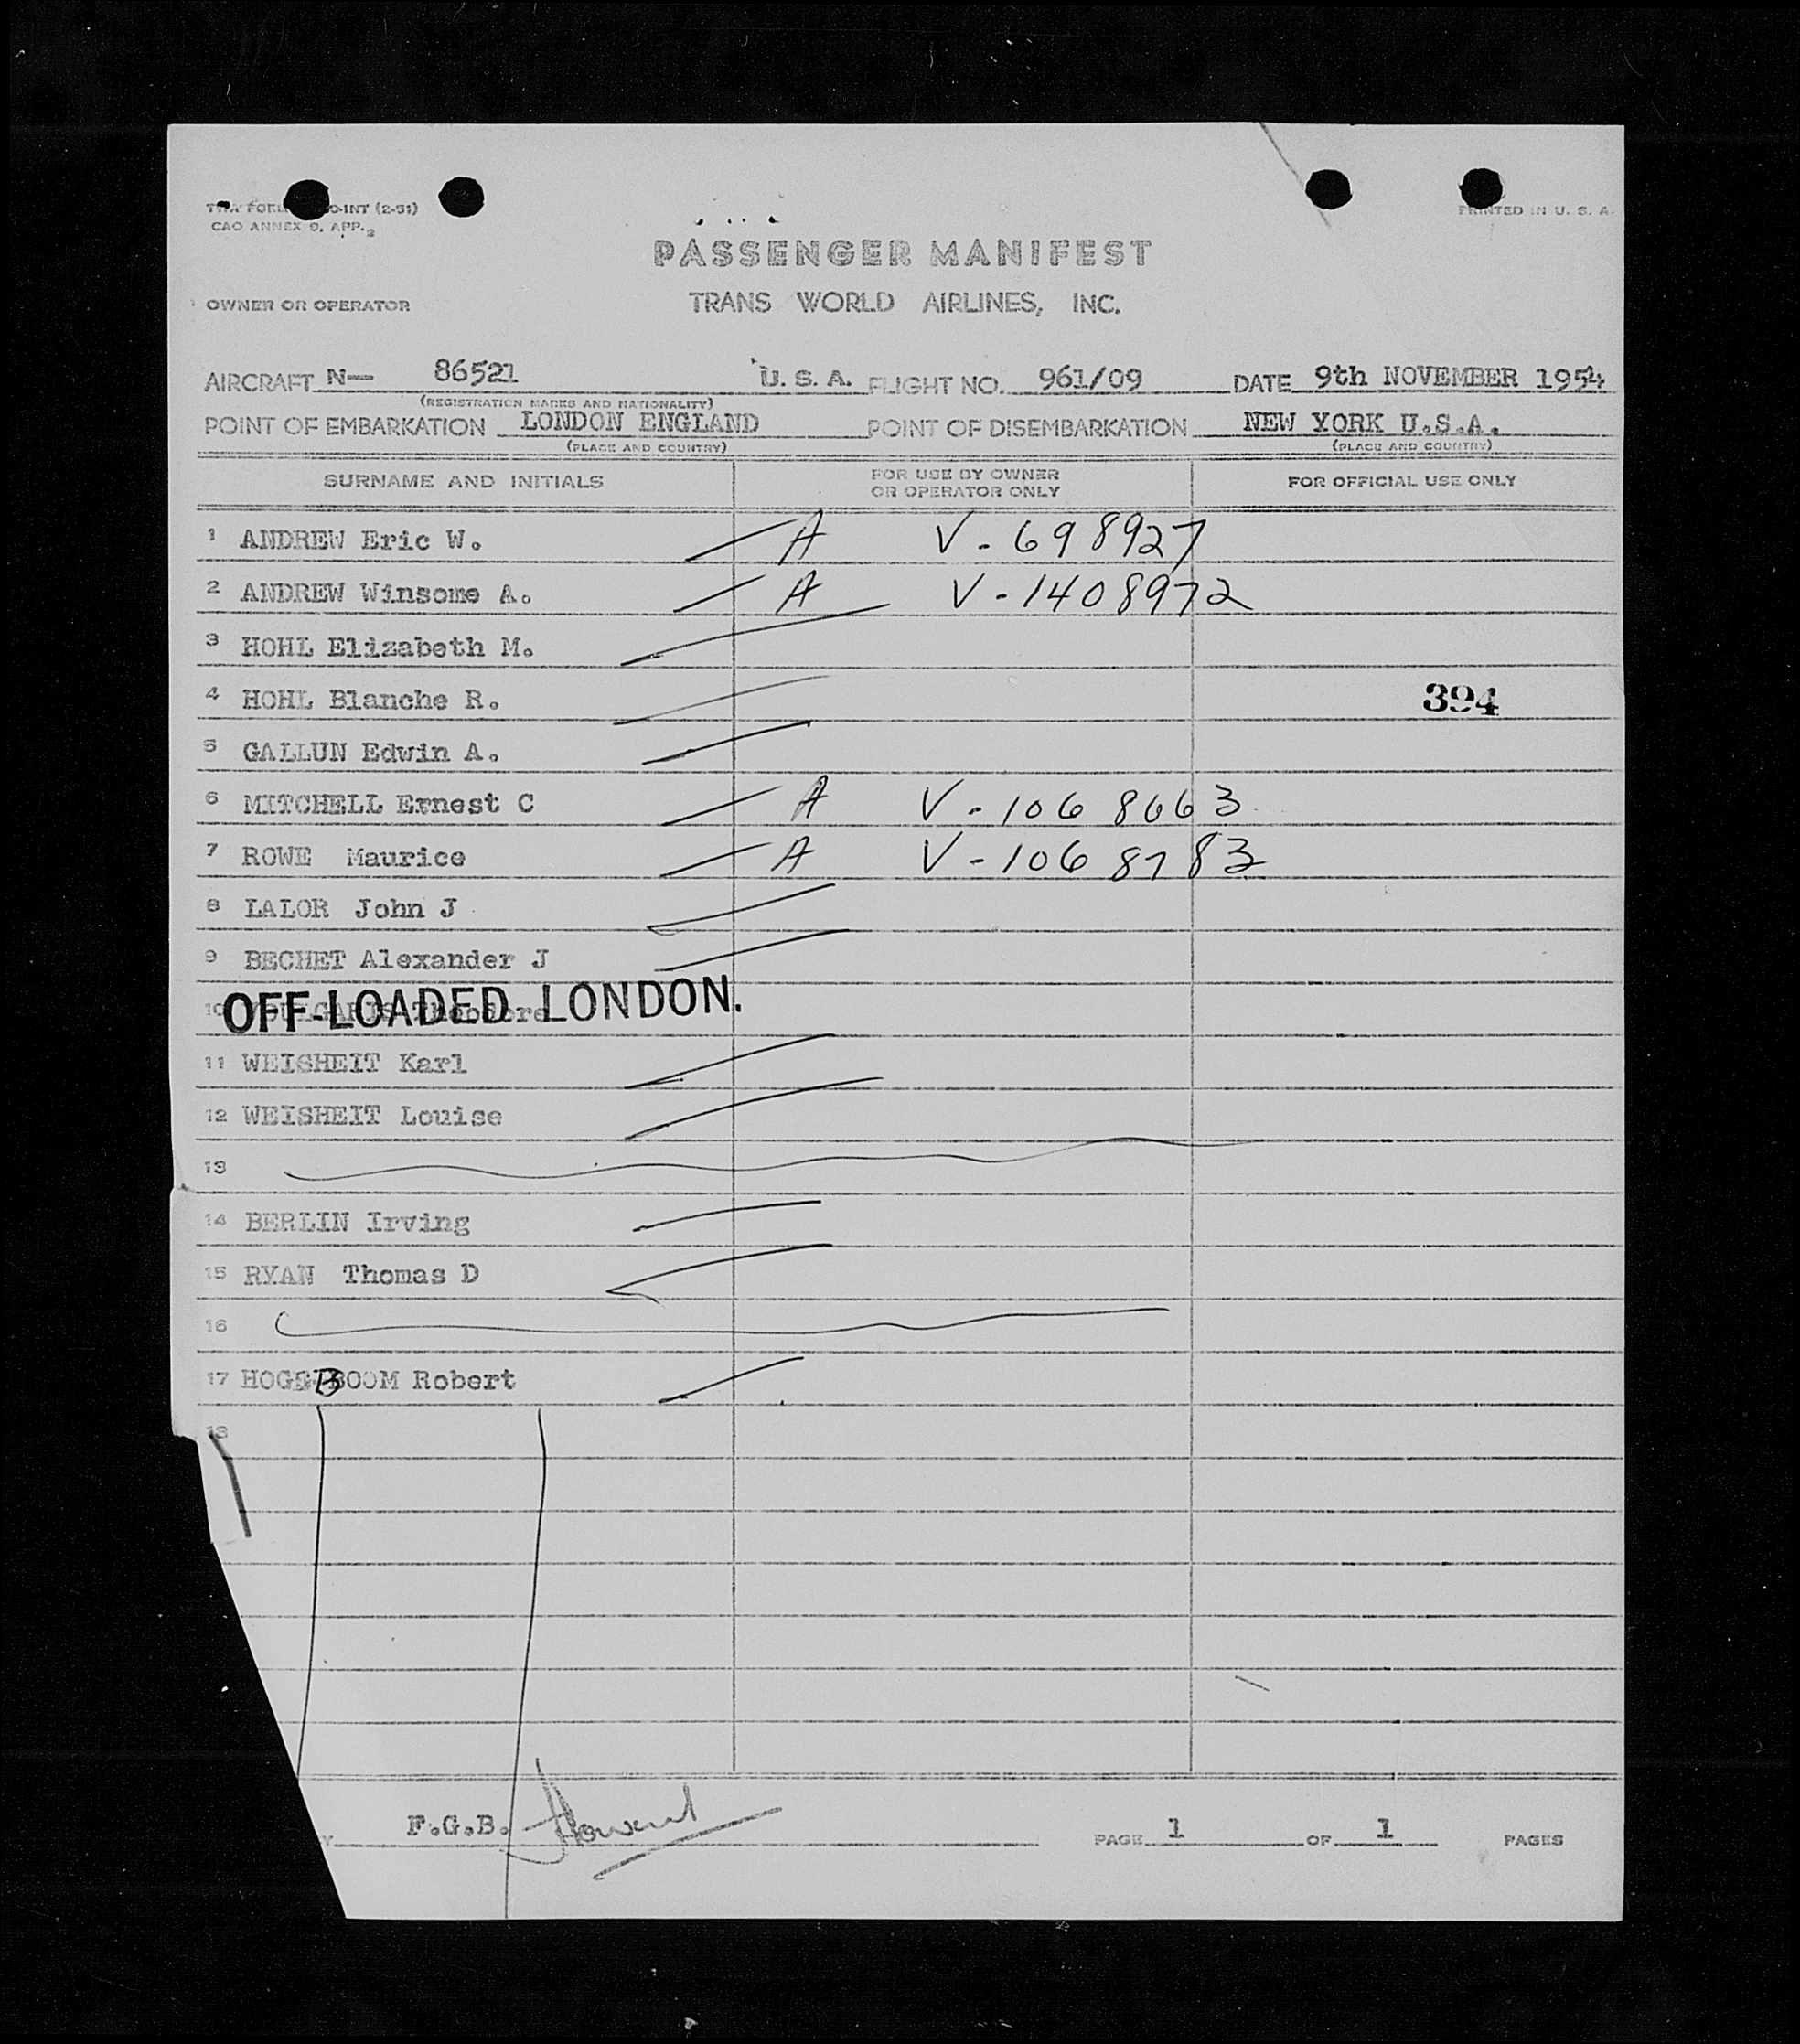 TWA FORM O-INT (2-51)
CAO ANNEX 9, APP. 2
PRINTED IN U. S. A.
PASSENGER MANIFEST
OWNER OR OPERATOR
TRANS WORLD AIRLINES, INC.
AIRCRAFT N— 86521 U. S. A. FLIGHT NO. 961/09 DATE 9th NOVEMBER 1954
(REGISTRATION MARKS AND NATIONALITY)
POINT OF EMBARKATION LONDON ENGLAND POINT OF DISEMBARKATION NEW YORK U.S.A.
(PLACE AND COUNTRY) (PLACE AND COUNTRY)
SURNAME AND INITIALS FOR USE BY OWNER OR OPERATOR ONLY FOR OFFICIAL USE ONLY
1 ANDREW Eric W. A V-698927
2 ANDREW Winsome A. A V-1408972
3 HOHL Elizabeth M.
4 HOHL Blanche R. 394
5 GALLUN Edwin A.
6 MITCHELL Ernest C A V-1068663
7 ROWE Maurice A V-1068783
8 LALOR John J
9 BECHET Alexander J
10 OFF-LOADED LONDON.
11 WEISHEIT Karl
12 WEISHEIT Louise
13
14 BERLIN Irving
15 RYAN Thomas D
16
17 HOGEBOOM Robert
18
F.G.B. PAGE 1 OF 1 PAGES